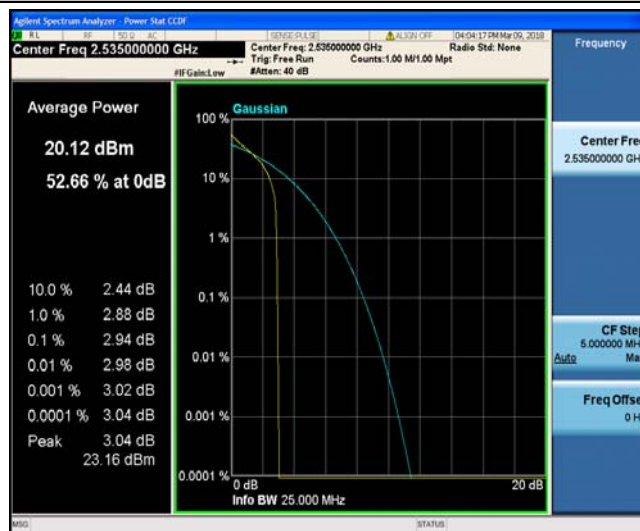 Agilent Spectrum Analyzer - Power Stat CCDF
RL RF 50 Ω AC SENSE:PULSE ALIGN OFF 04:04:17 PM Mar 09, 2018
Center Freq 2.535000000 GHz
Center Freq: 2.535000000 GHz Radio Std: None
Trig: Free Run Counts:1.00 M/1.00 Mpt
#IFGain:Low #Atten: 40 dB
Average Power
20.12 dBm
52.66 % at 0dB
10.0 % 2.44 dB
1.0 % 2.88 dB
0.1 % 2.94 dB
0.01 % 2.98 dB
0.001 % 3.02 dB
0.0001 % 3.04 dB
Peak 3.04 dB
23.16 dBm
Gaussian
100 %
10 %
1 %
0.1 %
0.01 %
0.001 %
0.0001 %
0 dB 20 dB
Info BW 25.000 MHz
Frequency
Center Fre
2.535000000 GH
CF Ste
5.000000 MH
Auto Ma
Freq Offse
0 H
MSG STATUS